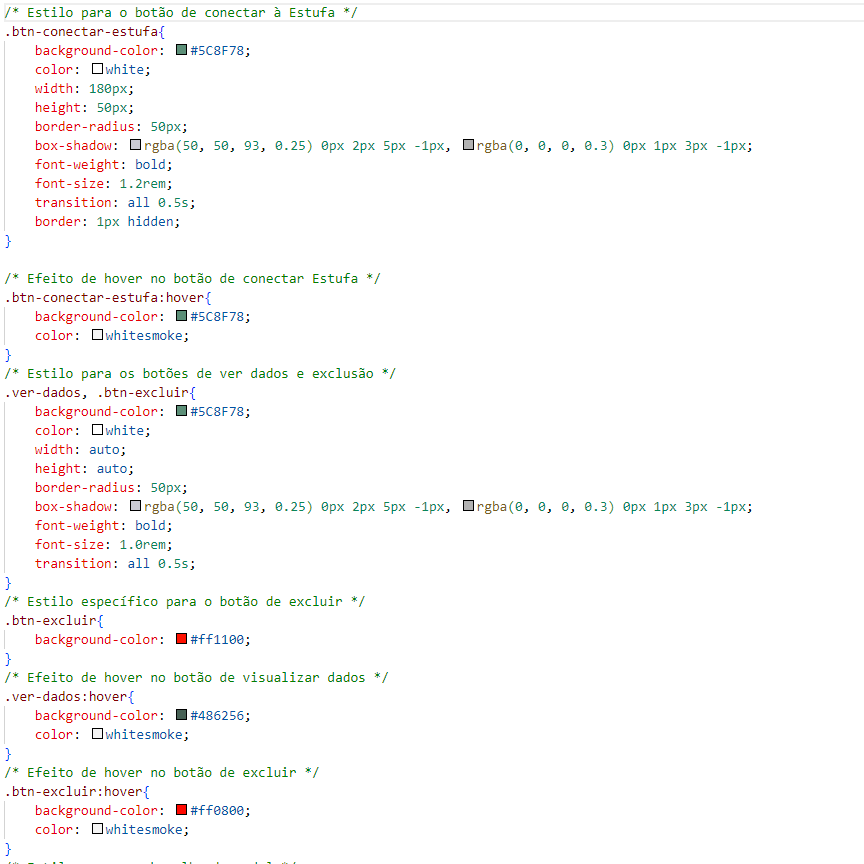 /* Estilo para o botão de conectar à Estufa */
.btn-conectar-estufa{
    background-color: #5C8F78;
    color: white;
    width: 180px;
    height: 50px;
    border-radius: 50px;
    box-shadow: rgba(50, 50, 93, 0.25) 0px 2px 5px -1px, rgba(0, 0, 0, 0.3) 0px 1px 3px -1px;
    font-weight: bold;
    font-size: 1.2rem;
    transition: all 0.5s;
    border: 1px hidden;
}

/* Efeito de hover no botão de conectar Estufa */
.btn-conectar-estufa:hover{
    background-color: #5C8F78;
    color: whitesmoke;
}
/* Estilo para os botões de ver dados e exclusão */
.ver-dados, .btn-excluir{
    background-color: #5C8F78;
    color: white;
    width: auto;
    height: auto;
    border-radius: 50px;
    box-shadow: rgba(50, 50, 93, 0.25) 0px 2px 5px -1px, rgba(0, 0, 0, 0.3) 0px 1px 3px -1px;
    font-weight: bold;
    font-size: 1.0rem;
    transition: all 0.5s;
}
/* Estilo específico para o botão de excluir */
.btn-excluir{
    background-color: #ff1100;
}
/* Efeito de hover no botão de visualizar dados */
.ver-dados:hover{
    background-color: #486256;
    color: whitesmoke;
}
/* Efeito de hover no botão de excluir */
.btn-excluir:hover{
    background-color: #ff0800;
    color: whitesmoke;
}